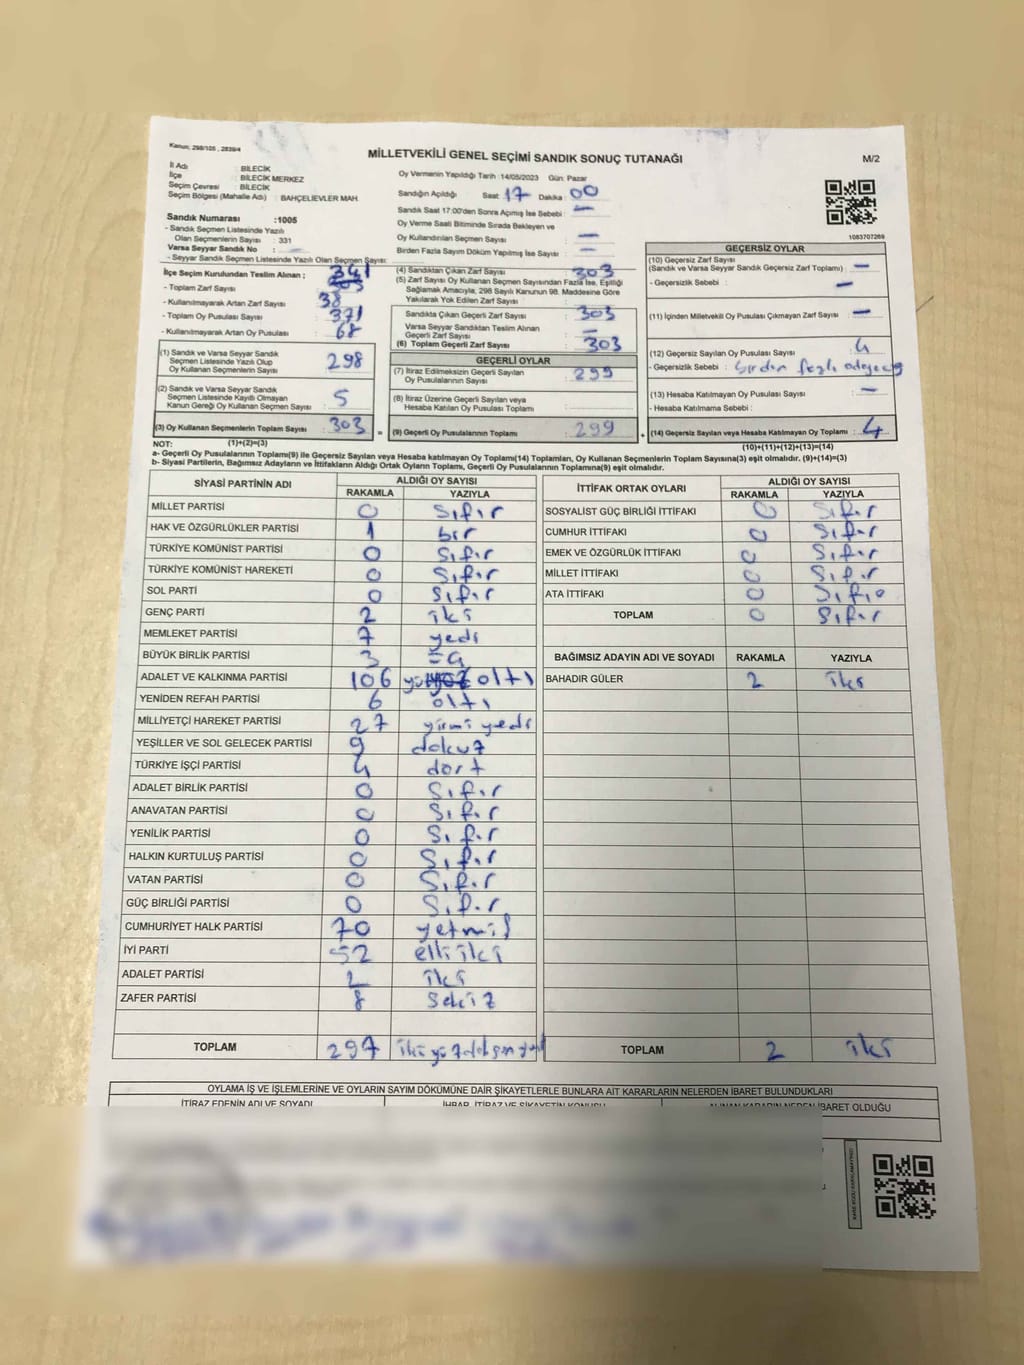 Kanun; 298/105 , 2839/4
MİLLETVEKİLİ GENEL SEÇİMİ SANDIK SONUÇ TUTANAĞI
M/2
İl Adı : BİLECİK
İlçe : BİLECİK MERKEZ
Seçim Çevresi : BİLECİK
Seçim Bölgesi (Mahalle Adı) : BAHÇELİEVLER MAH.
Oy Vermenin Yapıldığı Tarih :14/05/2023 Gün: Pazar
Sandığın Açıldığı Saat : 17 Dakika : 00
Sandık Saat 17:00'den Sonra Açılmış İse Sebebi : —
Oy Verme Saati Bitiminde Sırada Bekleyen ve
Oy Kullandırılan Seçmen Sayısı : —
Birden Fazla Sayım Döküm Yapılmış İse Sayısı : —
1083707269
Sandık Numarası :1005
- Sandık Seçmen Listesinde Yazılı
Olan Seçmenlerin Sayısı : 331
Varsa Seyyar Sandık No :
- Seyyar Sandık Seçmen Listesinde Yazılı Olan Seçmen Sayısı:
İlçe Seçim Kurulundan Teslim Alınan ; 341
- Toplam Zarf Sayısı :
- Kullanılmayarak Artan Zarf Sayısı : 38
- Toplam Oy Pusulası Sayısı : 371
- Kullanılmayarak Artan Oy Pusulası : 68
(1) Sandık ve Varsa Seyyar Sandık
Seçmen Listesinde Yazılı Olup
Oy Kullanan Seçmenlerin Sayısı : 298
(2) Sandık ve Varsa Seyyar Sandık
Seçmen Listesinde Kayıtlı Olmayan
Kanun Gereği Oy Kullanan Seçmen Sayısı : 5
(3) Oy Kullanan Seçmenlerin Toplam Sayısı : 303
(4) Sandıktan Çıkan Zarf Sayısı : 303
(5) Zarf Sayısı Oy Kullanan Seçmen Sayısından Fazla İse, Eşitliği
Sağlamak Amacıyla, 298 Sayılı Kanunun 98. Maddesine Göre
Yakılarak Yok Edilen Zarf Sayısı :
Sandıkta Çıkan Geçerli Zarf Sayısı : 303
Varsa Seyyar Sandıktan Teslim Alınan
Geçerli Zarf Sayısı : —
(6) Toplam Geçerli Zarf Sayısı : 303
GEÇERLİ OYLAR
(7) İtiraz Edilmeksizin Geçerli Sayılan
Oy Pusulalarının Sayısı : 299
(8) İtiraz Üzerine Geçerli Sayılan veya
Hesaba Katılan Oy Pusulası Toplamı :
= (9) Geçerli Oy Pusulalarının Toplamı : 299
GEÇERSİZ OYLAR
(10) Geçersiz Zarf Sayısı
(Sandık ve Varsa Seyyar Sandık Geçersiz Zarf Toplamı) : —
- Geçersizlik Sebebi : —
(11) İçinden Milletvekili Oy Pusulası Çıkmayan Zarf Sayısı : —
(12) Geçersiz Sayılan Oy Pusulası Sayısı : 4
- Geçersizlik Sebebi : birden fazla
(13) Hesaba Katılmayan Oy Pusulası Sayısı : —
- Hesaba Katılmama Sebebi :
+ (14) Geçersiz Sayılan veya Hesaba Katılmayan Oy Toplamı : 4
NOT: (1)+(2)=(3) (10)+(11)+(12)+(13)=(14)
a- Geçerli Oy Pusulalarının Toplamı(9) ile Geçersiz Sayılan veya Hesaba katılmayan Oy Toplamı(14) Toplamları, Oy Kullanan Seçmenlerin Toplam Sayısına(3) eşit olmalıdır. (9)+(14)=(3)
b- Siyasi Partilerin, Bağımsız Adayların ve İttifakların Aldığı Ortak Oyların Toplamı, Geçerli Oy Pusulalarının Toplamına(9) eşit olmalıdır.
SİYASİ PARTİNİN ADI ALDIĞI OY SAYISI
RAKAMLA YAZIYLA
MİLLET PARTİSİ 0 Sıfır
HAK VE ÖZGÜRLÜKLER PARTİSİ 1 bir
TÜRKİYE KOMÜNİST PARTİSİ 0 Sıfır
TÜRKİYE KOMÜNİST HAREKETİ 0 Sıfır
SOL PARTİ 0 Sıfır
GENÇ PARTİ 2 iki
MEMLEKET PARTİSİ 7 yedi
BÜYÜK BİRLİK PARTİSİ 3 üç
ADALET VE KALKINMA PARTİSİ 106 yüz altı
YENİDEN REFAH PARTİSİ 6 altı
MİLLİYETÇİ HAREKET PARTİSİ 27 yirmi yedi
YEŞİLLER VE SOL GELECEK PARTİSİ 9 dokuz
TÜRKİYE İŞÇİ PARTİSİ 4 dört
ADALET BİRLİK PARTİSİ 0 Sıfır
ANAVATAN PARTİSİ 0 Sıfır
YENİLİK PARTİSİ 0 Sıfır
HALKIN KURTULUŞ PARTİSİ 0 Sıfır
VATAN PARTİSİ 0 Sıfır
GÜÇ BİRLİĞİ PARTİSİ 0 Sıfır
CUMHURİYET HALK PARTİSİ 70 yetmiş
İYİ PARTİ 52 elli iki
ADALET PARTİSİ 2 iki
ZAFER PARTİSİ 8 Sekiz
TOPLAM 297 iki yüz doksan yedi
İTTİFAK ORTAK OYLARI ALDIĞI OY SAYISI
RAKAMLA YAZIYLA
SOSYALIST GÜÇ BİRLİĞİ İTTİFAKI 0 Sıfır
CUMHUR İTTİFAKI 0 Sıfır
EMEK VE ÖZGÜRLÜK İTTİFAKI 0 Sıfır
MİLLET İTTİFAKI 0 Sıfır
ATA İTTİFAKI 0 Sıfır
TOPLAM 0 Sıfır
BAĞIMSIZ ADAYIN ADI VE SOYADI RAKAMLA YAZIYLA
BAHADIR GÜLER 2 iki
TOPLAM 2 iki
OYLAMA İŞ VE İŞLEMLERİNE VE OYLARIN SAYIM DÖKÜMÜNE DAİR ŞİKAYETLERLE BUNLARA AİT KARARLARIN NELERDEN İBARET BULUNDUKLARI
İTİRAZ EDENİN ADI VE SOYADI İHBAR, İTİRAZ VE ŞİKAYETİN KONUSU ALINAN KARARIN NEDEN İBARET OLDUĞU